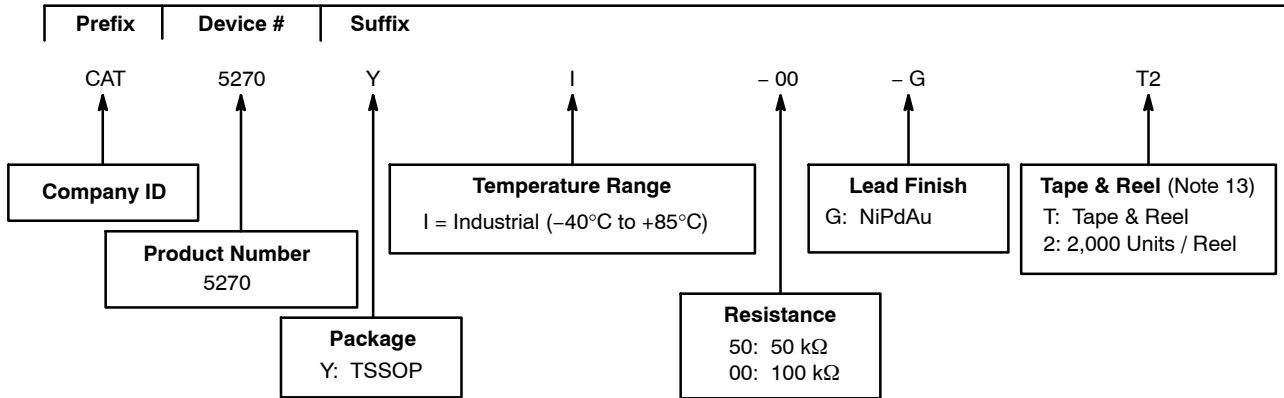 Prefix Device # Suffix
CAT 5270 Y I – 00 – G T2
Company ID
Product Number
5270
Package
Y: TSSOP
Temperature Range
I = Industrial (–40°C to +85°C)
Resistance
50: 50 kΩ
00: 100 kΩ
Lead Finish
G: NiPdAu
Tape & Reel (Note 13)
T: Tape & Reel
2: 2,000 Units / Reel